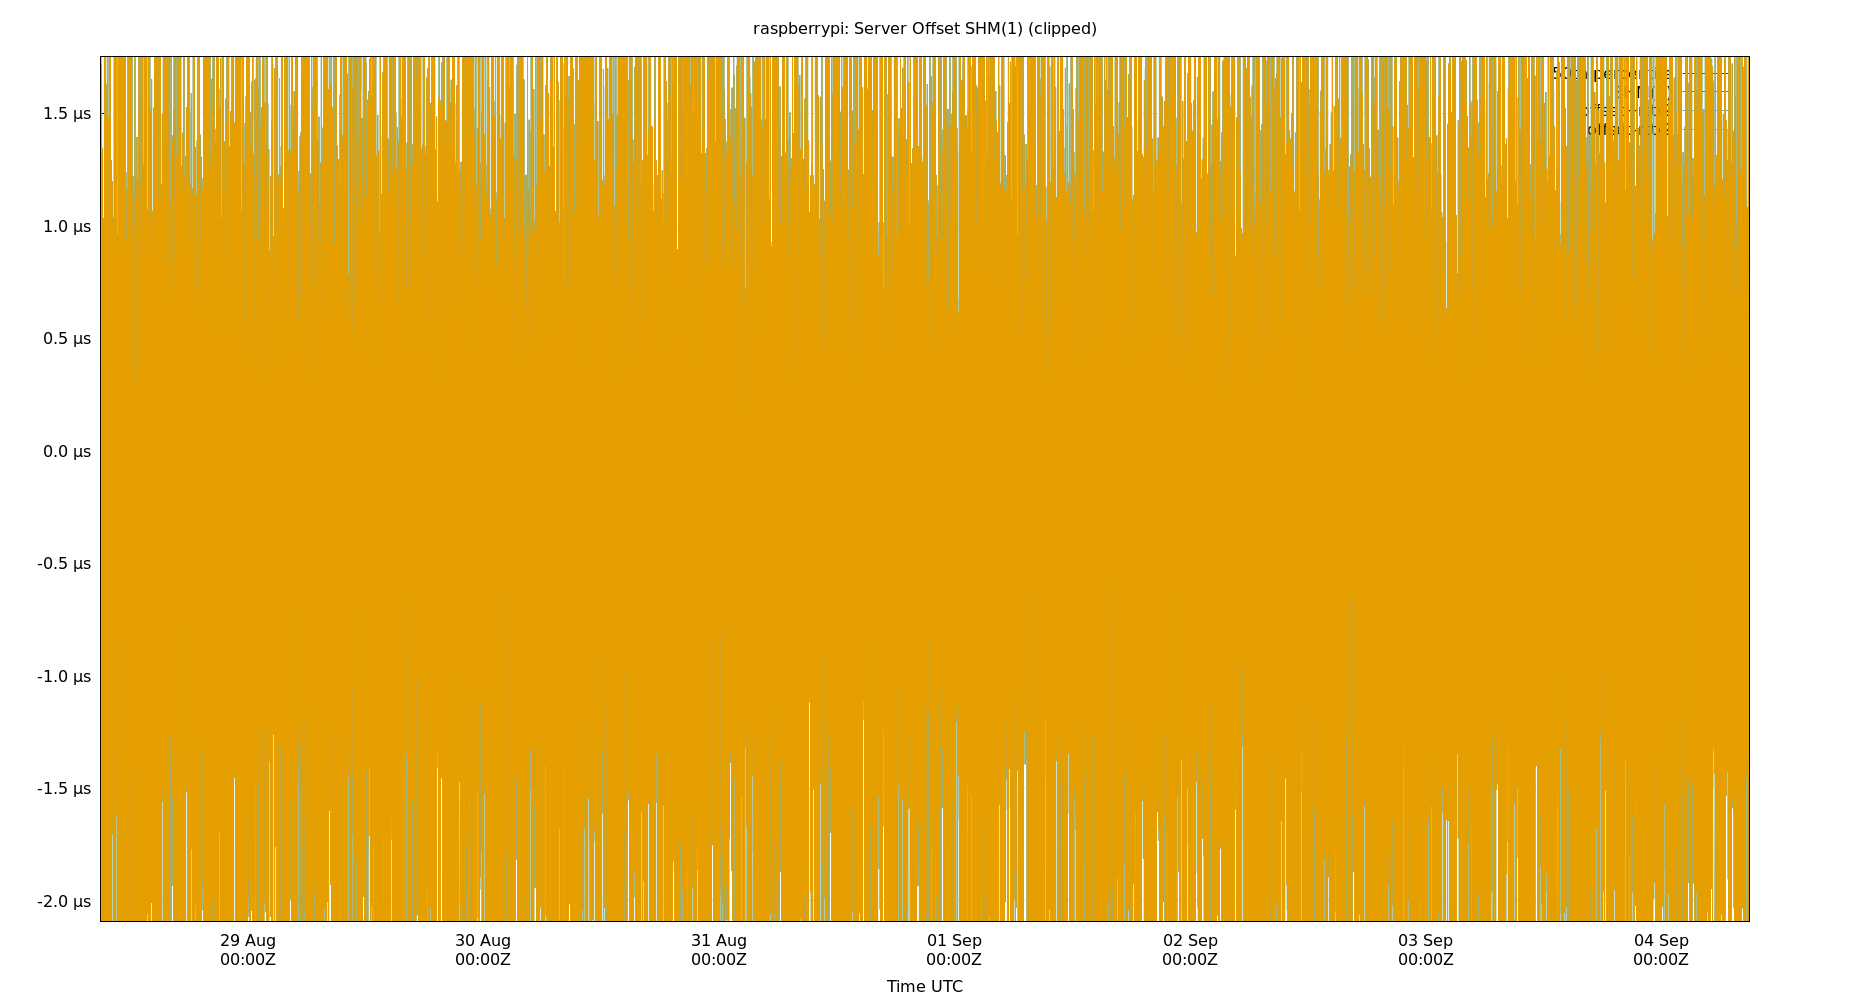 raspberrypi: Server Offset SHM(1) (clipped)
1.5 µs
1.0 µs
0.5 µs
0.0 µs
-0.5 µs
-1.0 µs
-1.5 µs
-2.0 µs
29 Aug 30 Aug 31 Aug 01 Sep 02 Sep 03 Sep 04 Sep
00:00Z 00:00Z 00:00Z 00:00Z 00:00Z 00:00Z 00:00Z
Time UTC